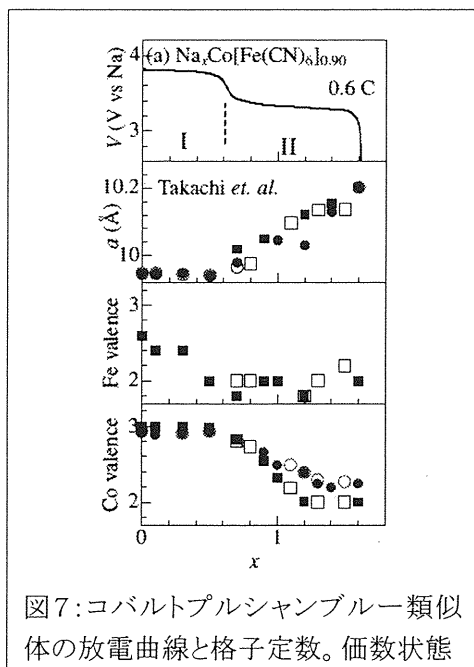 (a) NaxCo[Fe(CN)6]0.90
0.6 C
V (V vs Na)
4
3
I
II
Takachi et. al.
a (Å)
10.2
10
Fe valence
3
2
Co valence
3
2
0
1
x
図7:コバルトプルシャンブルー類似
体の放電曲線と格子定数。価数状態